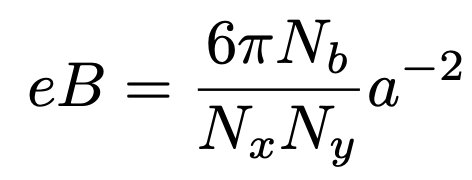 $eB = \frac{6\pi N_b}{N_x N_y} a^{-2}$